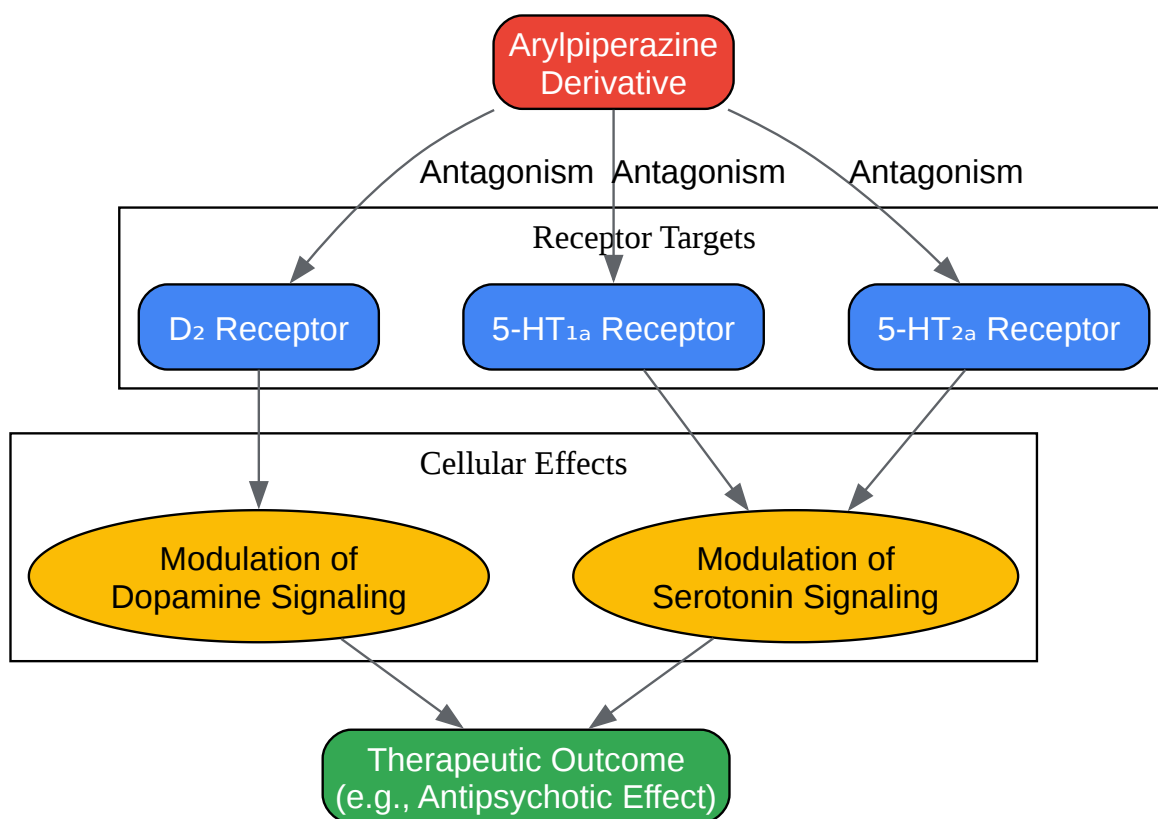 Arylpiperazine
Derivative
Antagonism Antagonism Antagonism
Receptor Targets
D₂ Receptor 5-HT₁ₐ Receptor 5-HT₂ₐ Receptor
Cellular Effects
Modulation of
Dopamine Signaling
Modulation of
Serotonin Signaling
Therapeutic Outcome
(e.g., Antipsychotic Effect)